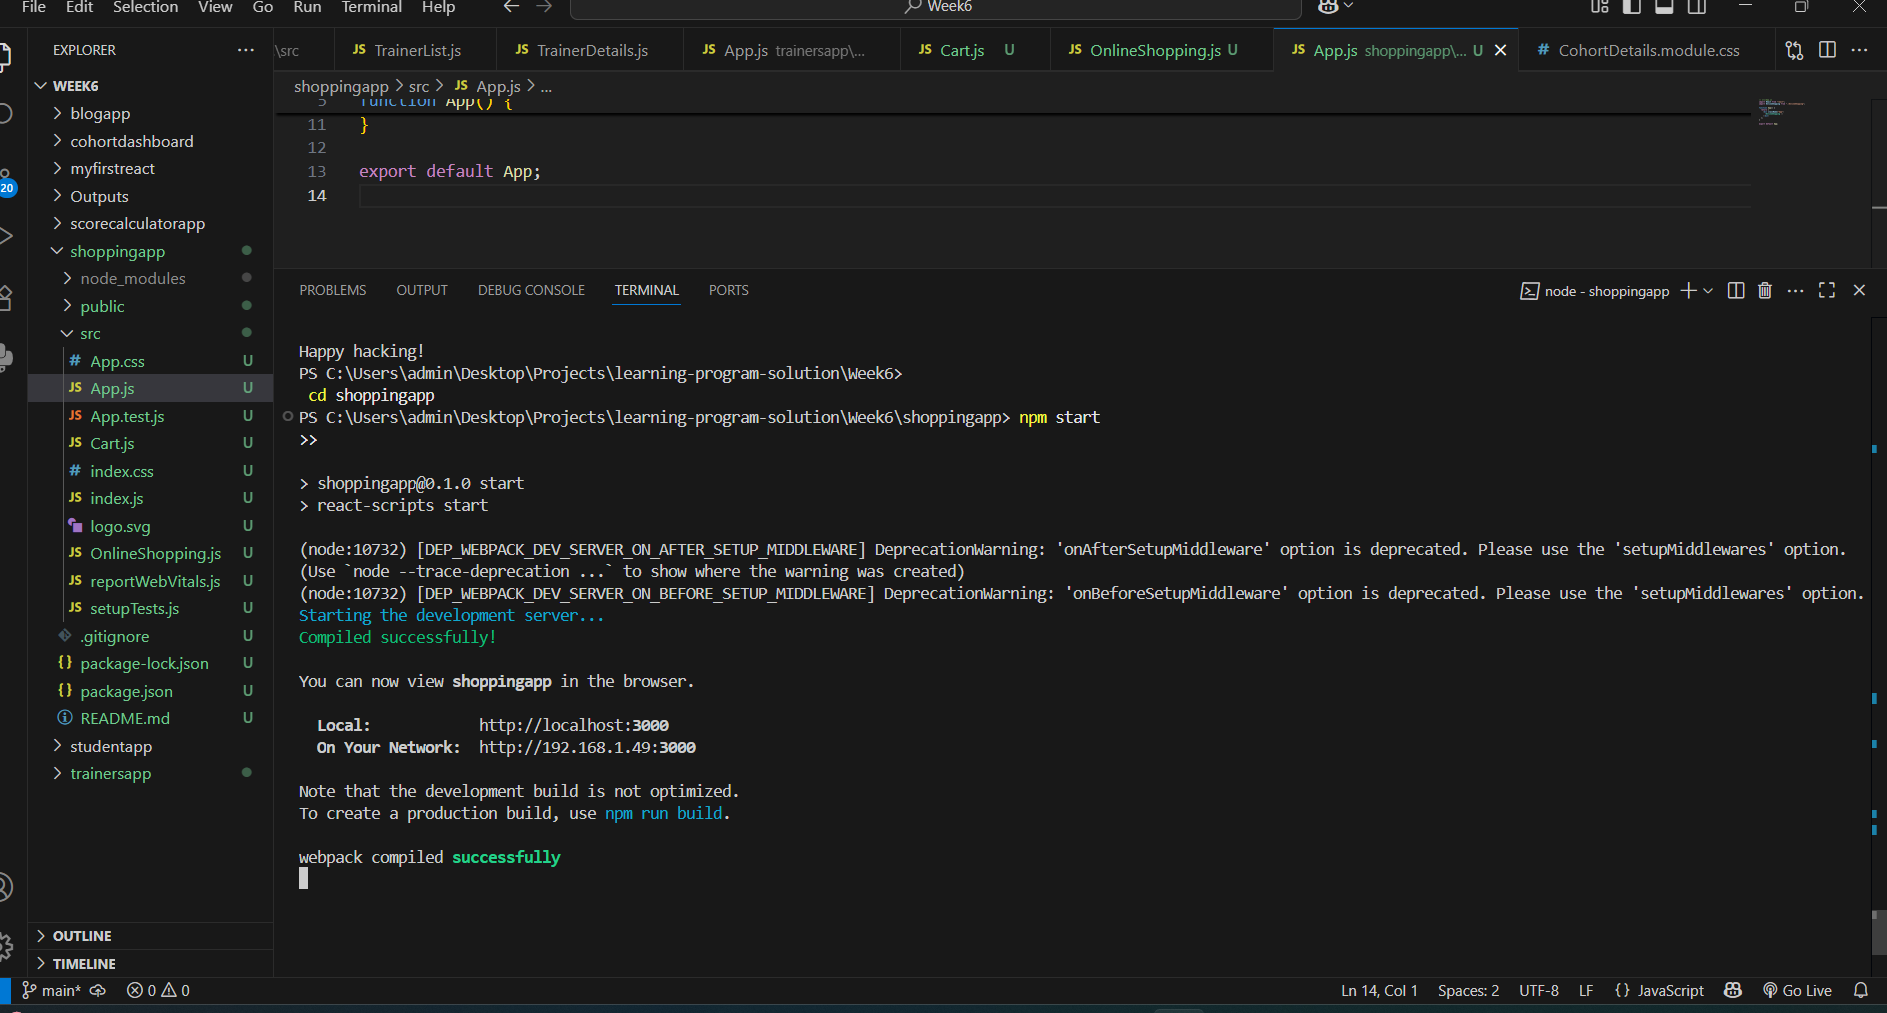 File Edit Selection View Go Run Terminal Help
Week6
EXPLORER
\src
TrainerList.js
TrainerDetails.js
App.js trainersapp\...
Cart.js U
OnlineShopping.js U
App.js shoppingapp\... U
CohortDetails.module.css
shoppingapp > src > JS App.js > ...
WEEK6
blogapp
cohortdashboard
myfirstreact
Outputs
scorecalculatorapp
shoppingapp
node_modules
public
src
# App.css U
JS App.js U
JS App.test.js U
JS Cart.js U
# index.css U
JS index.js U
logo.svg U
JS OnlineShopping.js U
JS reportWebVitals.js U
JS setupTests.js U
.gitignore U
{} package-lock.json U
{} package.json U
README.md U
studentapp
trainersapp
OUTLINE
TIMELINE
20
5 function App() {
11 }
12
13 export default App;
14
PROBLEMS OUTPUT DEBUG CONSOLE TERMINAL PORTS
node - shoppingapp
Happy hacking!
PS C:\Users\admin\Desktop\Projects\learning-program-solution\Week6>
cd shoppingapp
PS C:\Users\admin\Desktop\Projects\learning-program-solution\Week6\shoppingapp> npm start
>>
> shoppingapp@0.1.0 start
> react-scripts start
(node:10732) [DEP_WEBPACK_DEV_SERVER_ON_AFTER_SETUP_MIDDLEWARE] DeprecationWarning: 'onAfterSetupMiddleware' option is deprecated. Please use the 'setupMiddlewares' option.
(Use `node --trace-deprecation ...` to show where the warning was created)
(node:10732) [DEP_WEBPACK_DEV_SERVER_ON_BEFORE_SETUP_MIDDLEWARE] DeprecationWarning: 'onBeforeSetupMiddleware' option is deprecated. Please use the 'setupMiddlewares' option.
Starting the development server...
Compiled successfully!
You can now view shoppingapp in the browser.
Local: http://localhost:3000
On Your Network: http://192.168.1.49:3000
Note that the development build is not optimized.
To create a production build, use npm run build.
webpack compiled successfully
main* 0 0
Ln 14, Col 1 Spaces: 2 UTF-8 LF {} JavaScript Go Live